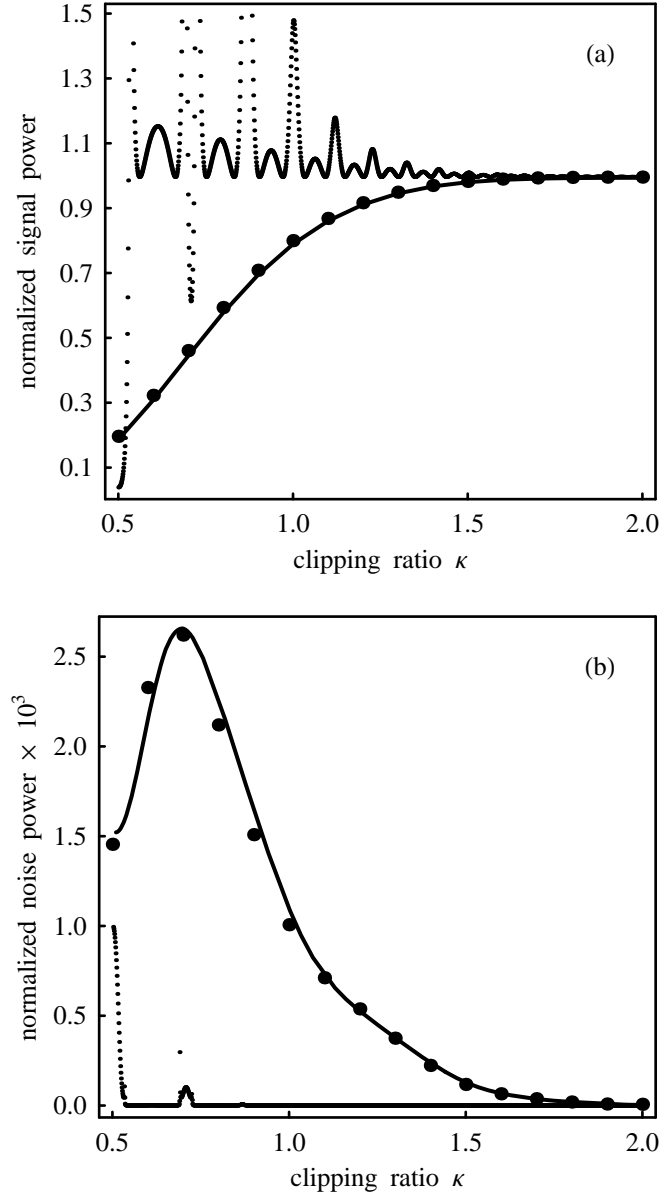 1.5
(a)
1.3
1.1
0.9
0.7
0.5
0.3
0.1
normalized signal power
0.5 1.0 1.5 2.0
clipping ratio κ
(b)
2.5
2.0
1.5
1.0
0.5
0.0
normalized noise power × 10³
0.5 1.0 1.5 2.0
clipping ratio κ